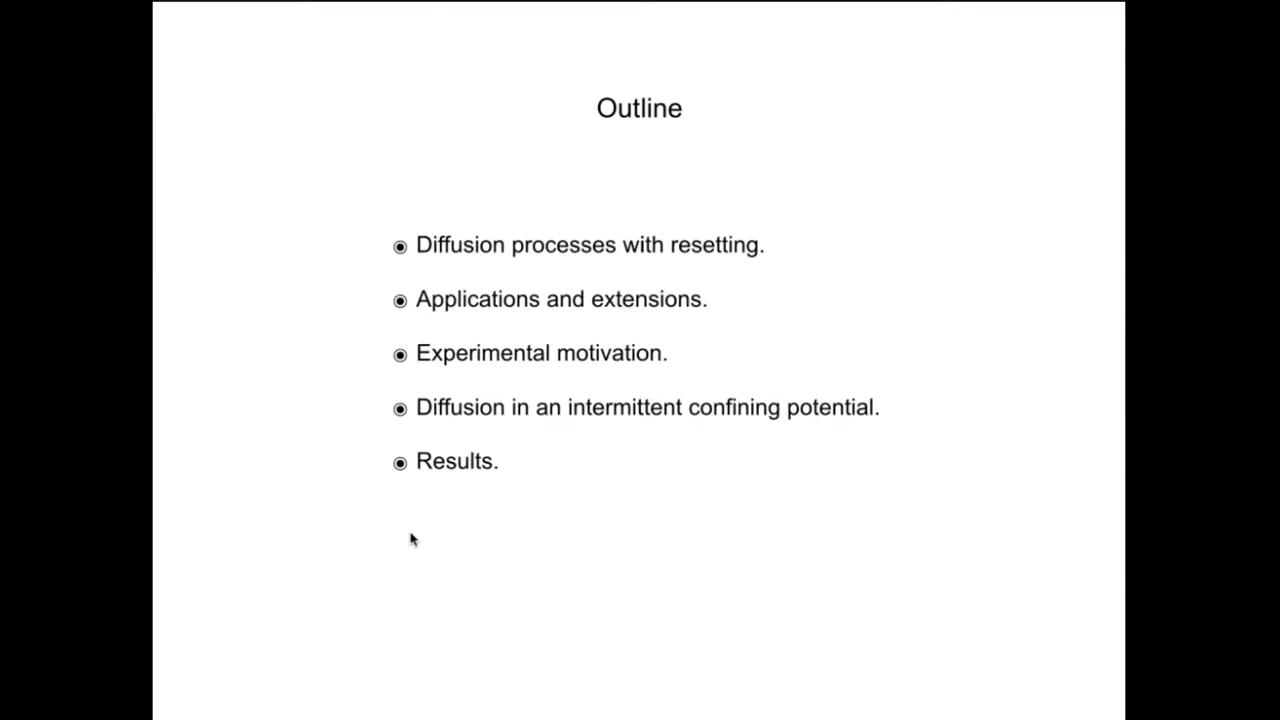 Outline
Diffusion processes with resetting.
Applications and extensions.
Experimental motivation.
Diffusion in an intermittent confining potential.
Results.